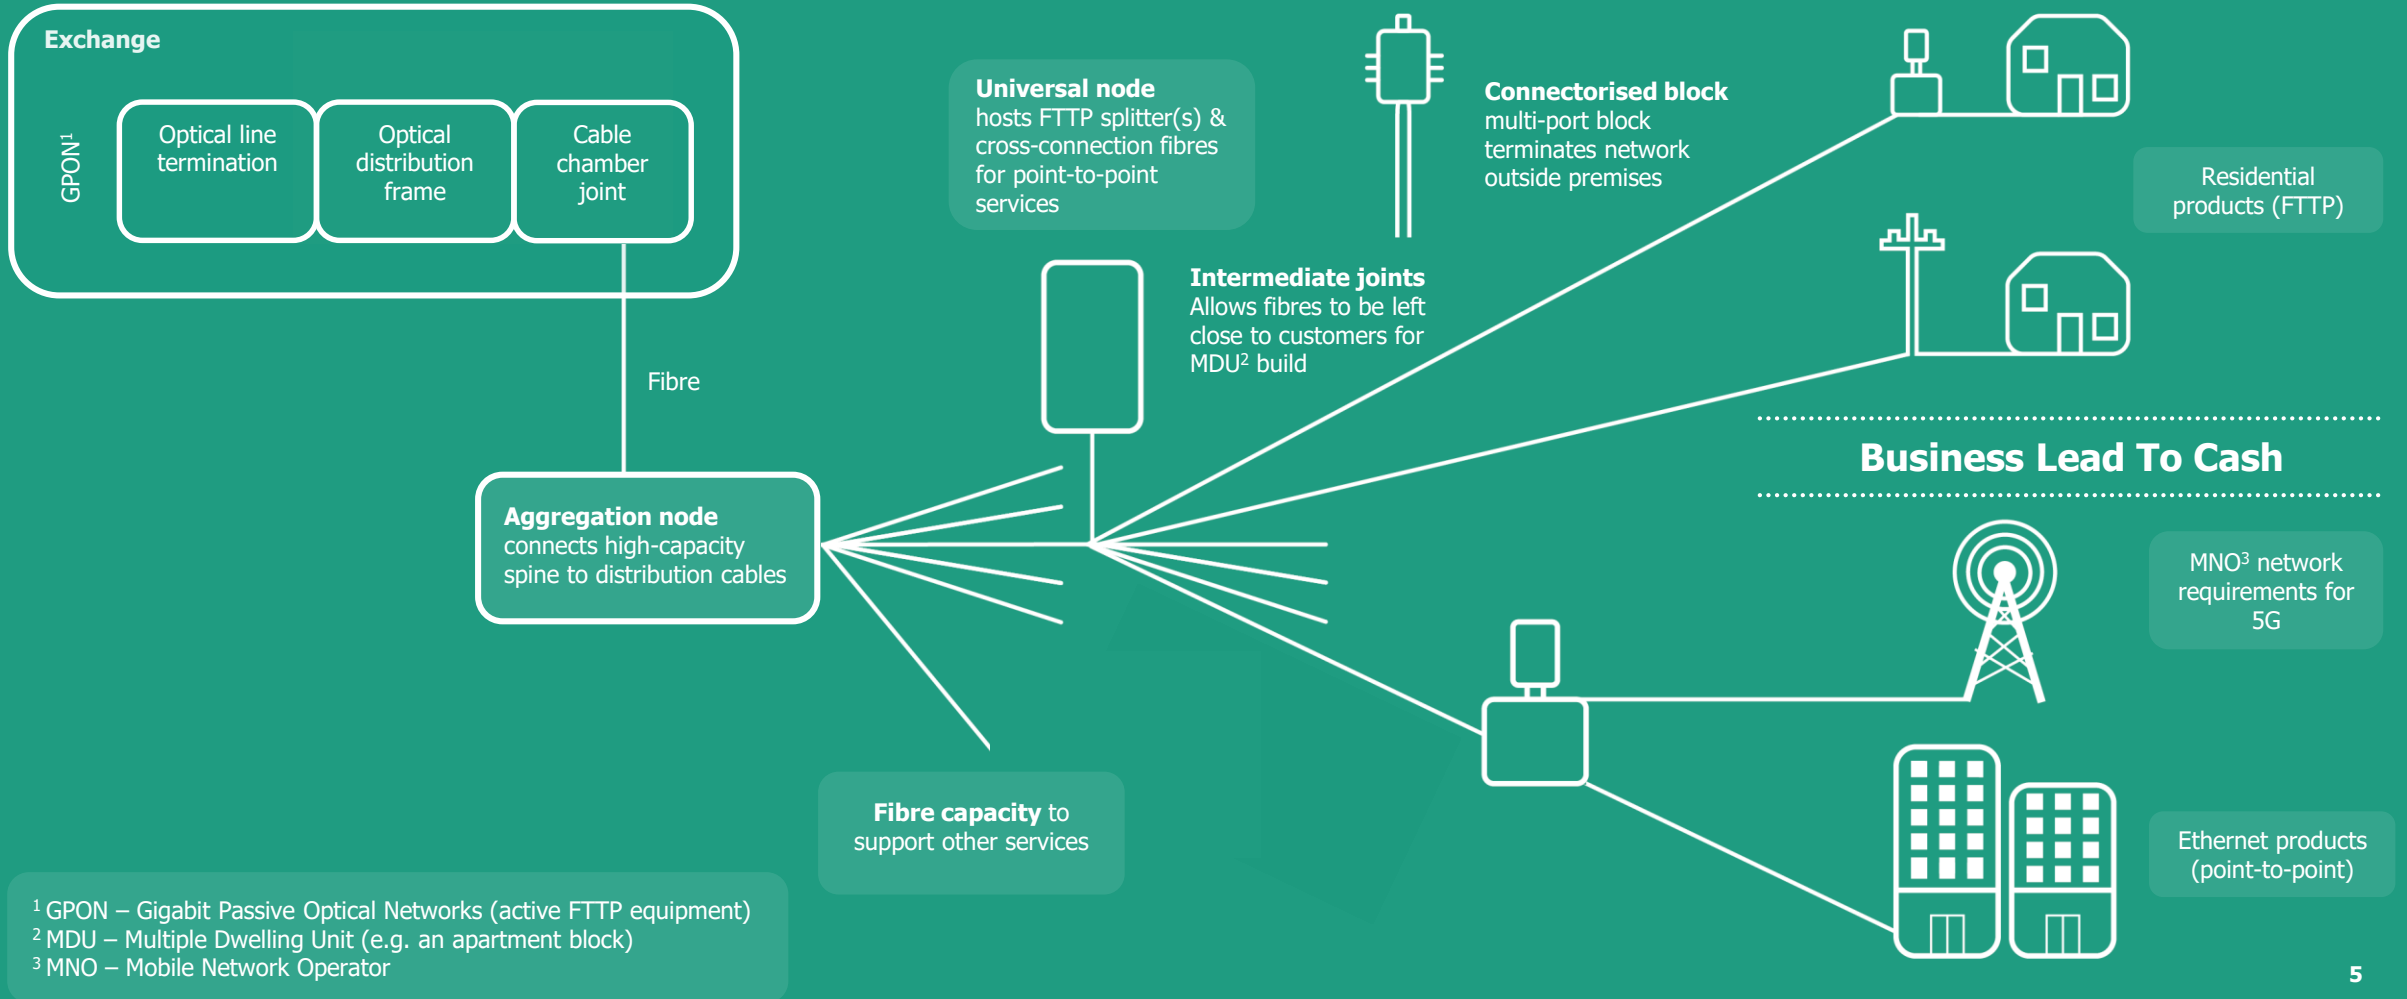 Exchange
GPON¹
Optical line
termination
Optical
distribution
frame
Cable
chamber
joint
Fibre
Aggregation node
connects high-capacity
spine to distribution cables
Universal node
hosts FTTP splitter(s) &
cross-connection fibres
for point-to-point
services
Connectorised block
multi-port block
terminates network
outside premises
Intermediate joints
Allows fibres to be left
close to customers for
MDU² build
Residential
products (FTTP)
Business Lead To Cash
MNO³ network
requirements for
5G
Ethernet products
(point-to-point)
Fibre capacity to
support other services
¹ GPON – Gigabit Passive Optical Networks (active FTTP equipment)
² MDU – Multiple Dwelling Unit (e.g. an apartment block)
³ MNO – Mobile Network Operator
5